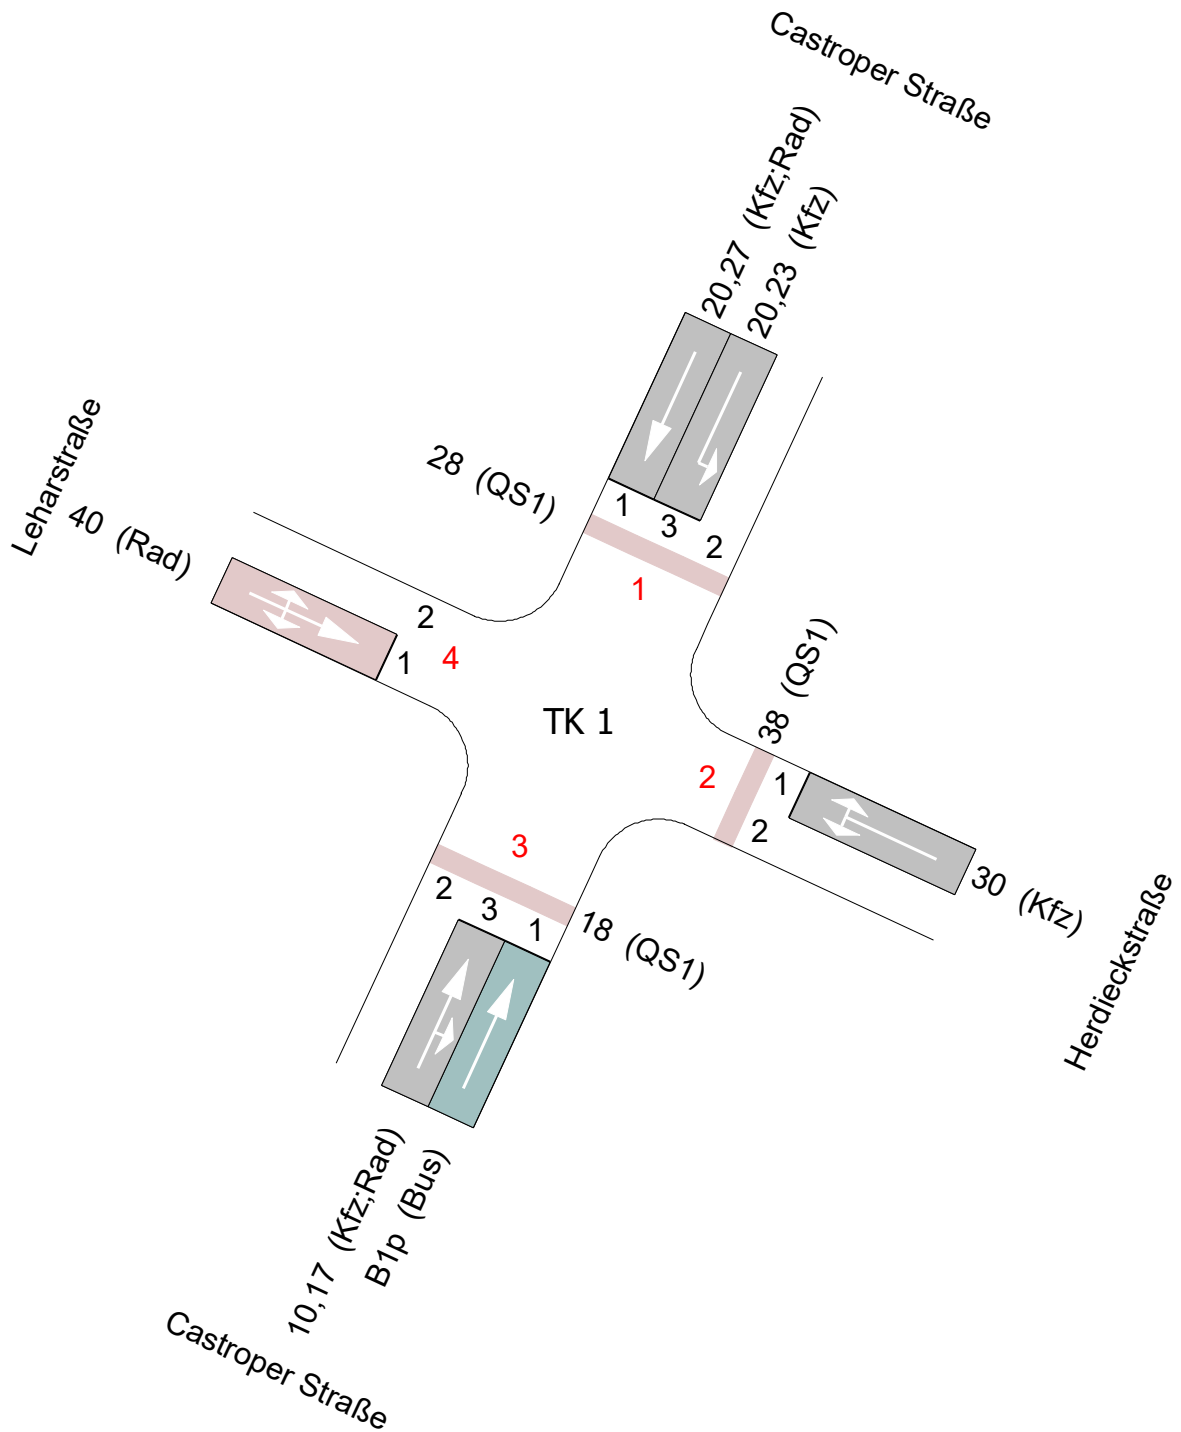 Castroper Straße
20,27 (Kfz;Rad)
20,23 (Kfz)
28 (QS1)
1
3
2
1
Leharstraße
40 (Rad)
2
1
4
TK 1
38 (QS1)
2
1
2
30 (Kfz)
Herdieckstraße
3
2
3
1
18 (QS1)
10,17 (Kfz;Rad)
B1p (Bus)
Castroper Straße